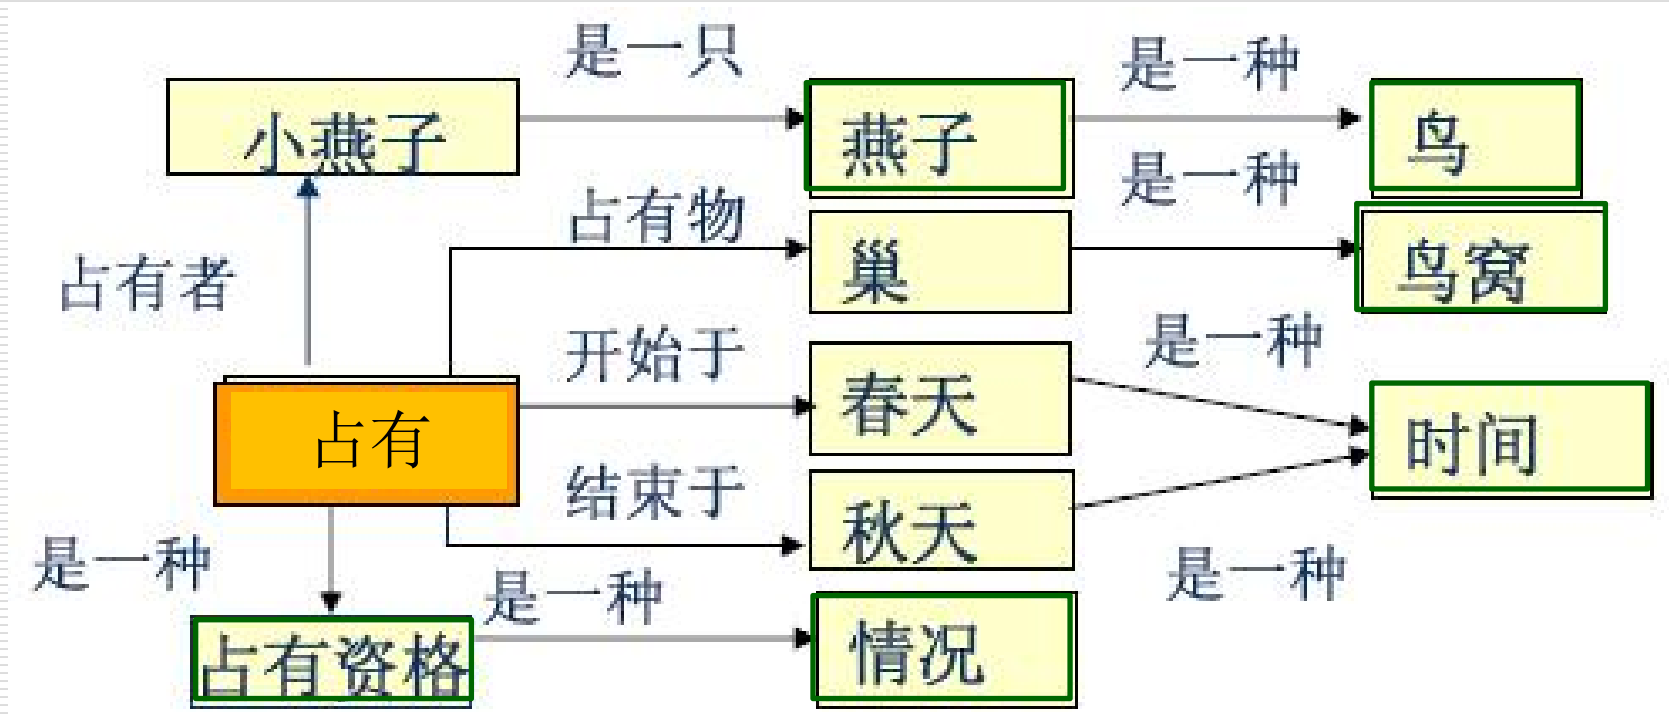 是一只
是一种
小燕子
燕子
鸟
是一种
占有物
占有者
巢
鸟窝
开始于
是一种
占有
春天
时间
结束于
秋天
是一种
是一种
是一种
占有资格
情况